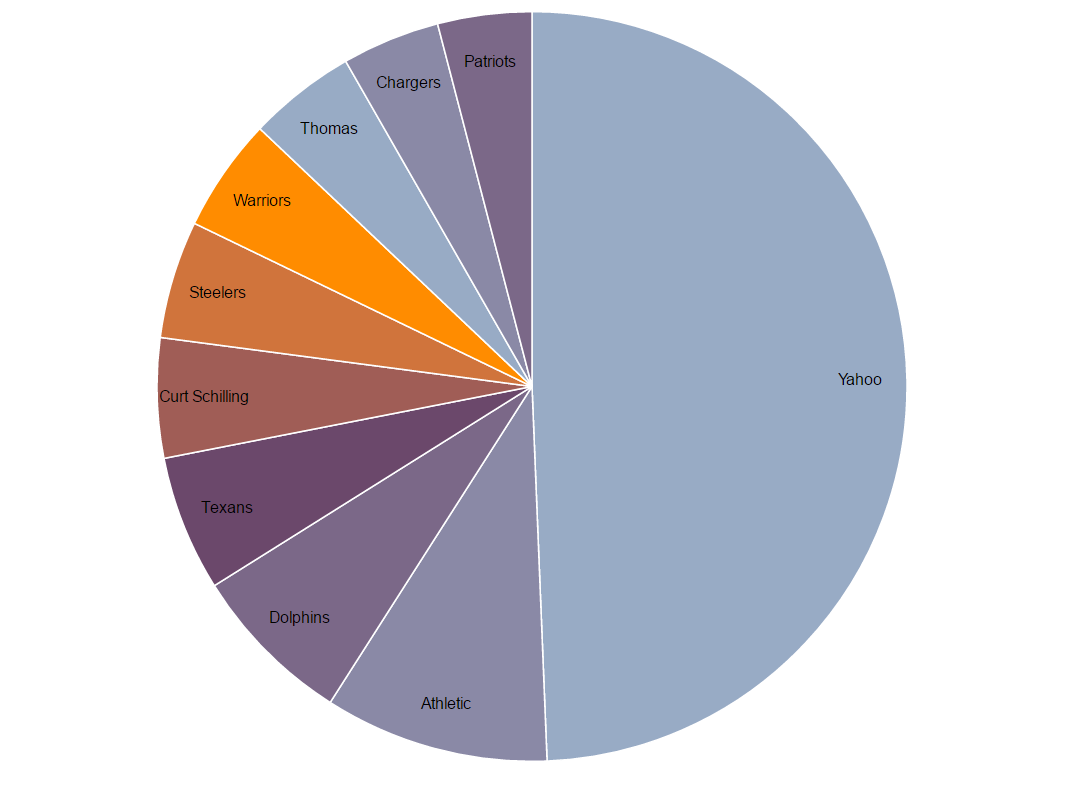 Patriots
Chargers
Thomas
Warriors
Steelers
Yahoo
Curt Schilling
Texans
Dolphins
Athletic